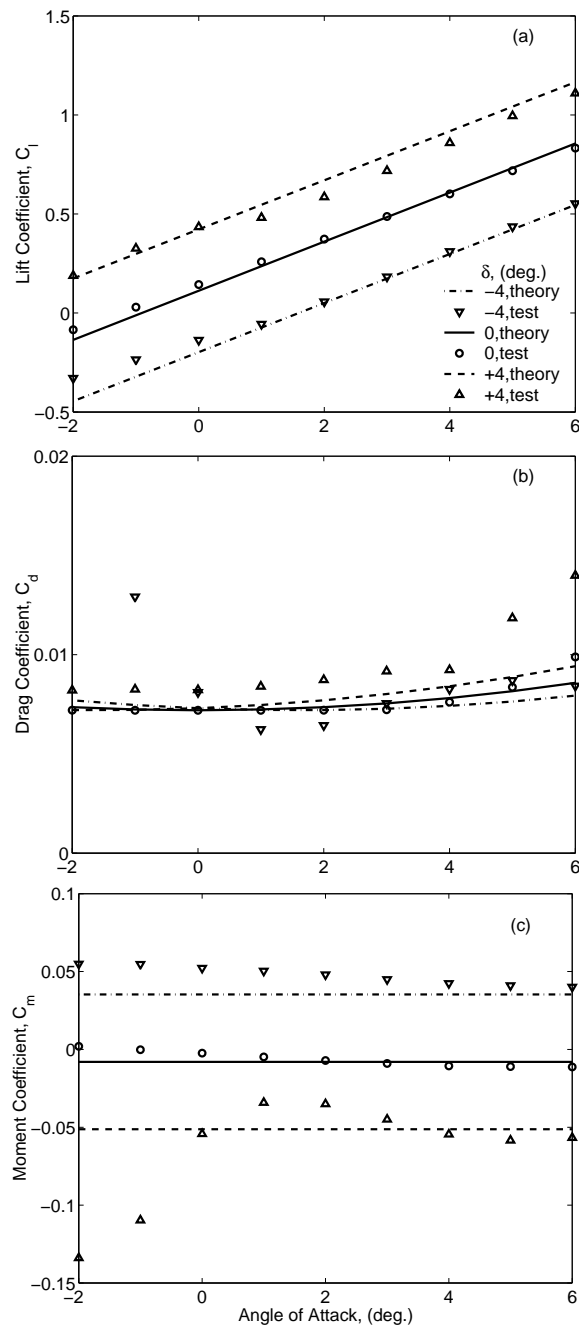 1.5
(a)
1
0.5
0
−0.5
Lift Coefficient, C_l
δ, (deg.)
−4,theory
−4,test
0,theory
0,test
+4,theory
+4,test
−2 0 2 4 6
0.02
(b)
0.01
0
Drag Coefficient, C_d
−2 0 2 4 6
0.1
(c)
0.05
0
−0.05
−0.1
−0.15
Moment Coefficient, C_m
−2 0 2 4 6
Angle of Attack, (deg.)